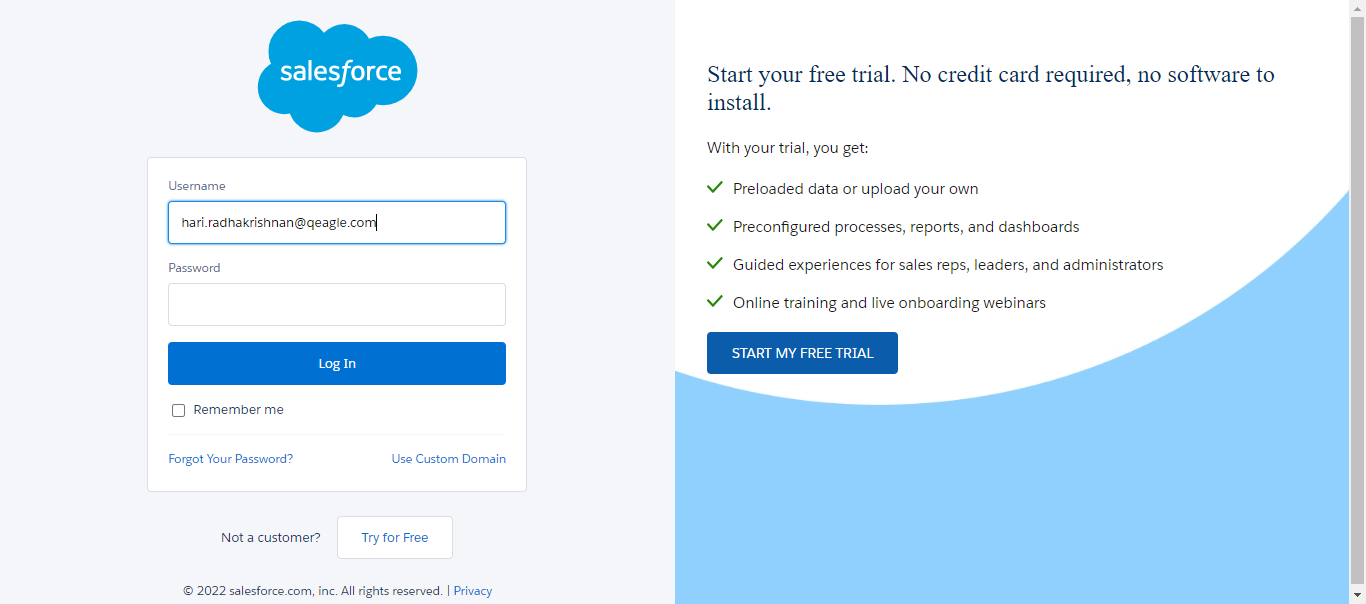 salesforce
Username
hari.radhakrishnan@qeagle.com
Password
Log In
Remember me
Forgot Your Password?
Use Custom Domain
Not a customer?
Try for Free
© 2022 salesforce.com, inc. All rights reserved. | Privacy
Start your free trial. No credit card required, no software to
install.
With your trial, you get:
Preloaded data or upload your own
Preconfigured processes, reports, and dashboards
Guided experiences for sales reps, leaders, and administrators
Online training and live onboarding webinars
START MY FREE TRIAL